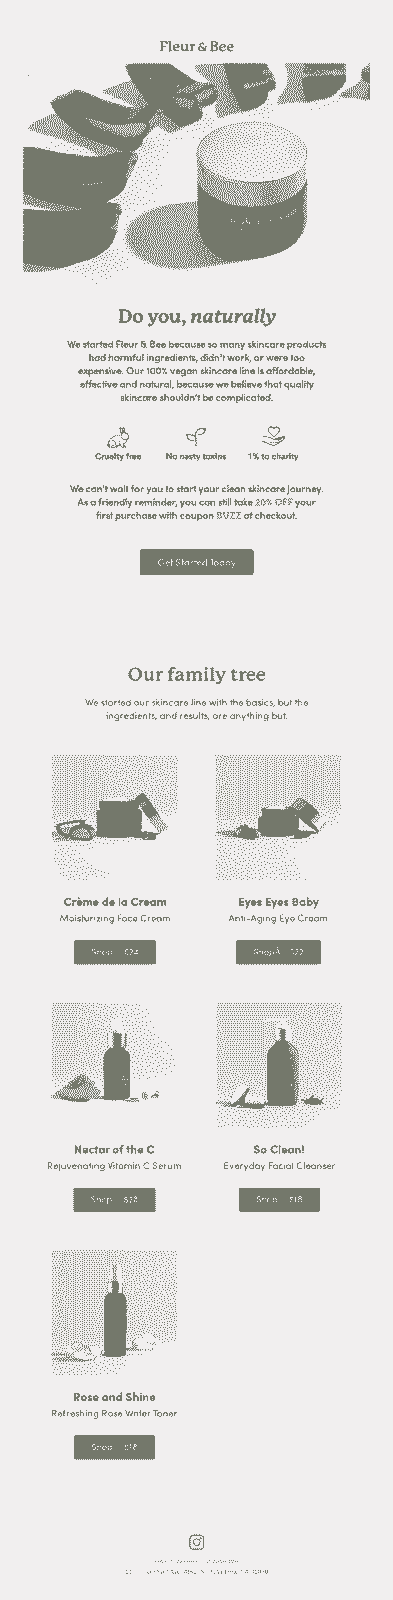 Fleur & Bee
Do you, naturally
We started Fleur & Bee because so many skincare products
had harmful ingredients, didn't work, or were too
expensive. Our 100% vegan skincare line is affordable,
effective and natural, because we believe that quality
skincare shouldn't be complicated.
Cruelty free
No nasty toxins
1% to charity
We can't wait for you to start your clean skincare journey.
As a friendly reminder, you can still take 20% OFF your
first purchase with coupon BUZZ at checkout.
Get Started Today
Our family tree
We started our skincare line with the basics, but the
ingredients, and results, are anything but.
Crème de la Cream
Moisturizing Face Cream
Shop $24
Eyes Eyes Baby
Anti-Aging Eye Cream
Shop
Nectar of the C
Rejuvenating Vitamin C Serum
Shop $28
So Clean!
Everyday Facial Cleanser
Shop $18
Rose and Shine
Refreshing Rose Water Toner
Shop $18